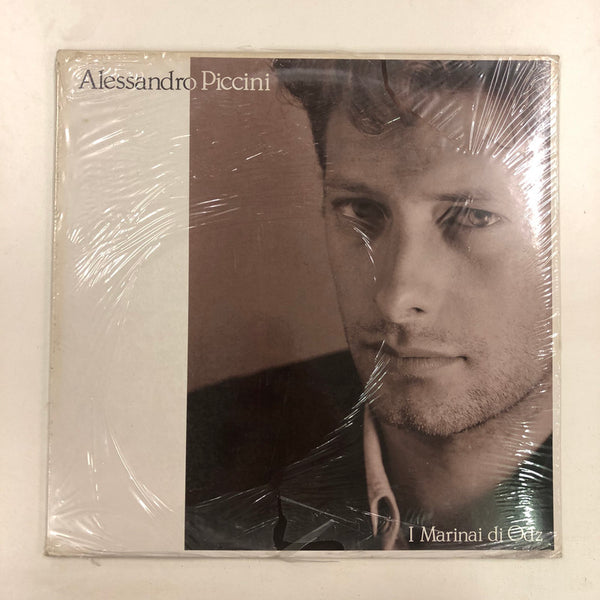 Alessandro Piccini
I Marinai di Odz